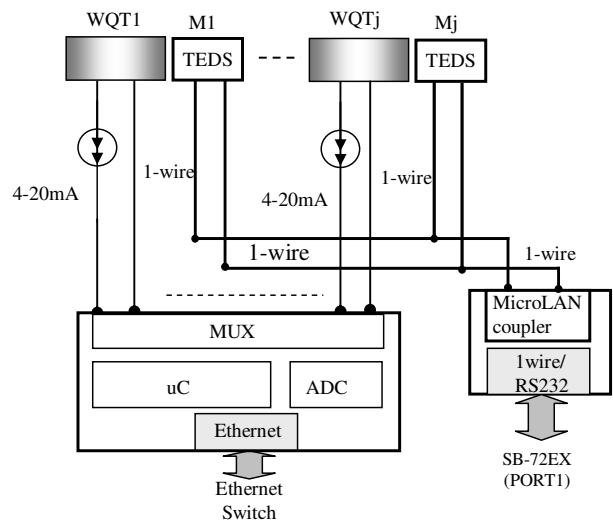 WQT1
M1
WQTj
Mj
TEDS
TEDS
1-wire
1-wire
4-20mA
4-20mA
1-wire
1-wire
MicroLAN
coupler
MUX
1wire/
RS232
uC
ADC
Ethernet
SB-72EX
(PORT1)
Ethernet
Switch